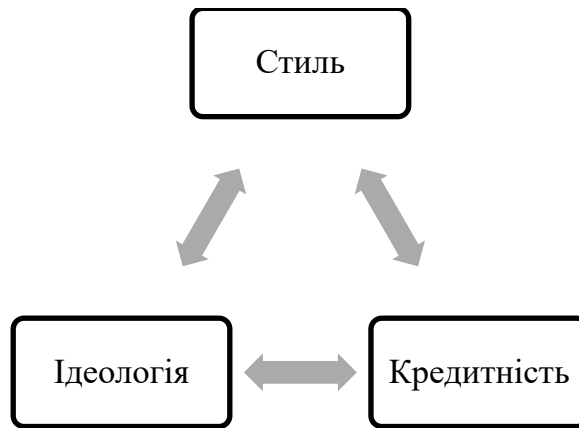 Стиль
Ідеологія
Кредитність